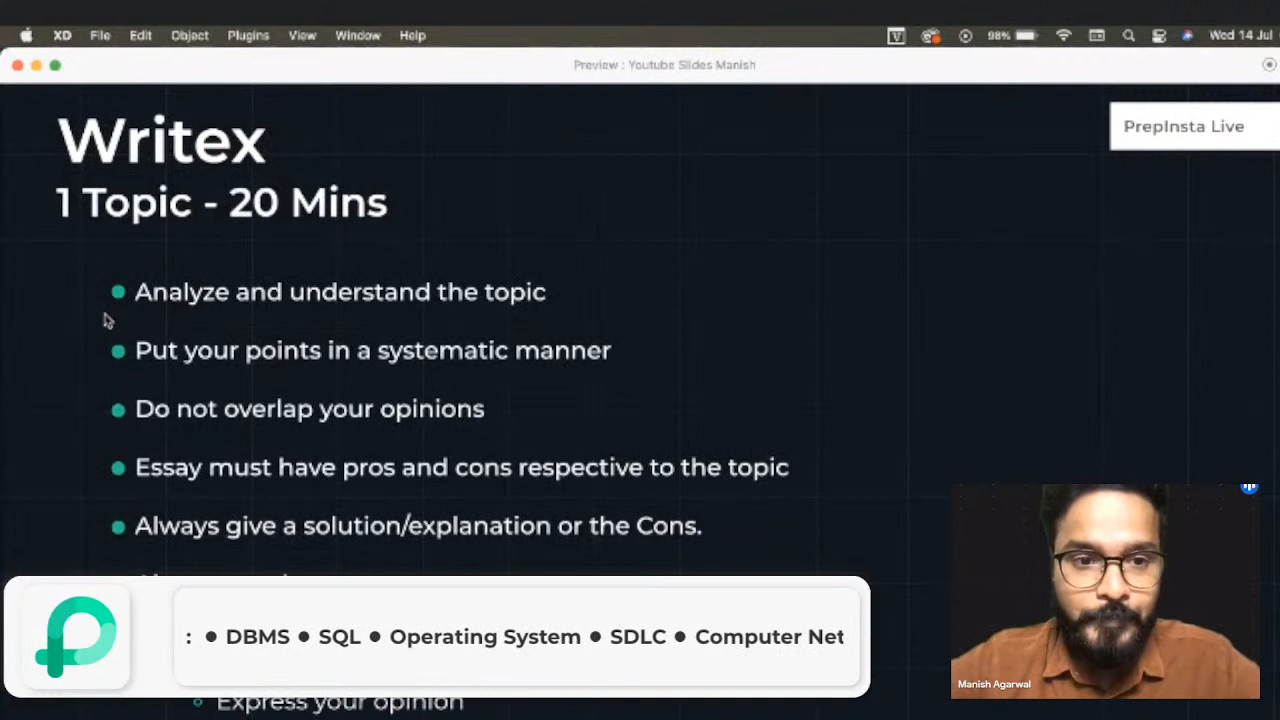 XD File Edit Object Plugins View Window Help 98% Wed 14 Jul
Preview : Youtube Slides Manish
Writex
PrepInsta Live
1 Topic - 20 Mins
Analyze and understand the topic
Put your points in a systematic manner
Do not overlap your opinions
Essay must have pros and cons respective to the topic
Always give a solution/explanation or the Cons.
: ● DBMS ● SQL ● Operating System ● SDLC ● Computer Net
Manish Agarwal
Express your opinion